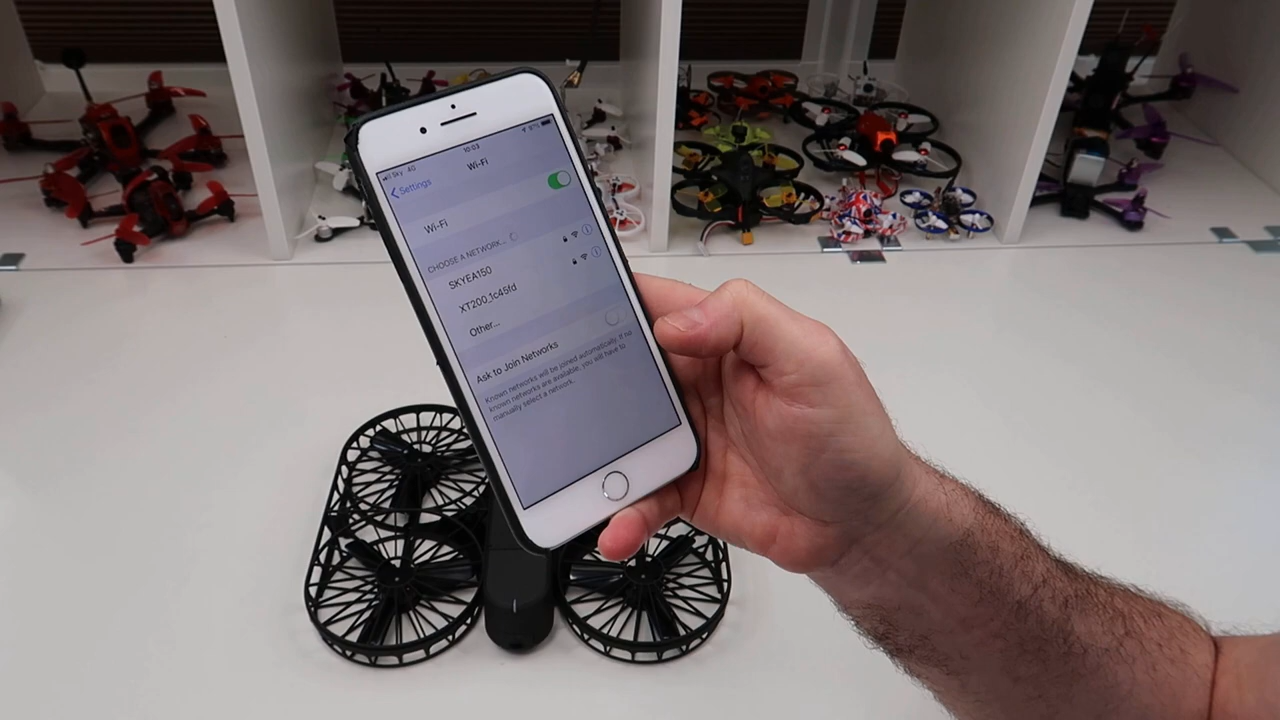 Sky 4G
10:03
Settings
Wi-Fi
Wi-Fi
CHOOSE A NETWORK...
SKYEA150
XT200_1c45fd
Other...
Ask to Join Networks
Known networks will be joined automatically. If no
known networks are available, you will have to
manually select a network.